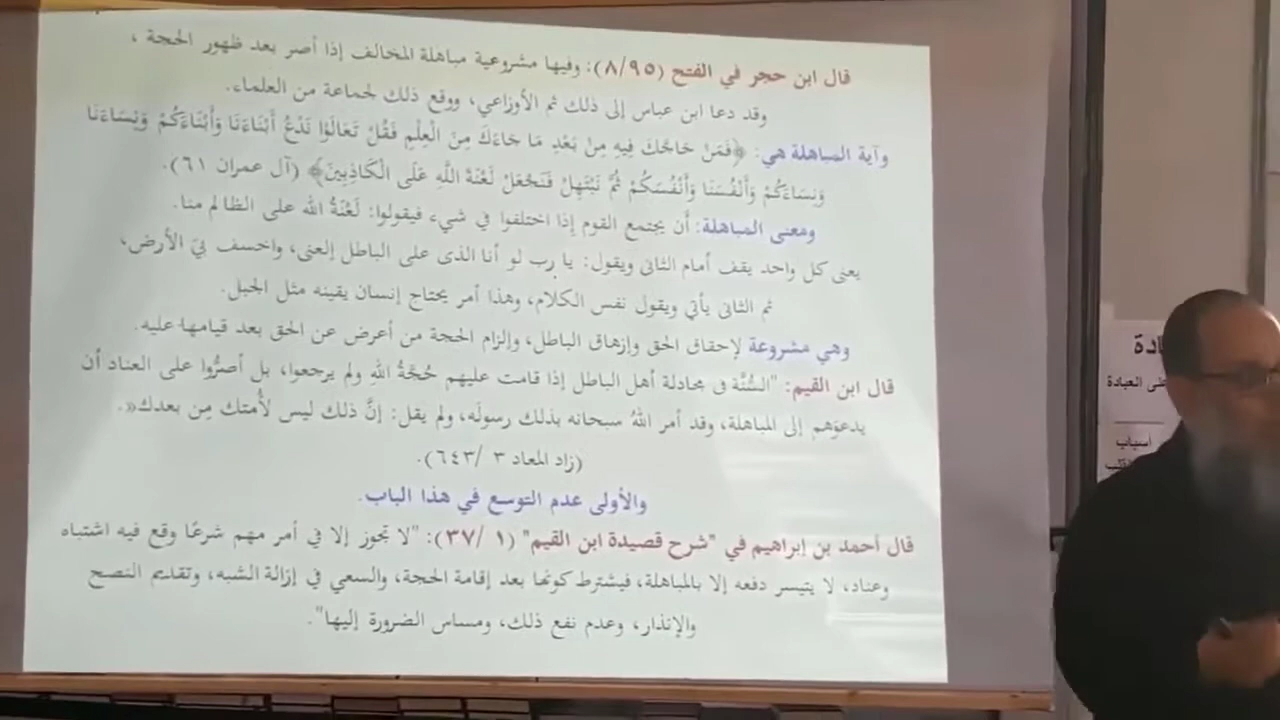 قال ابن حجر في الفتح (٨/٩٥): وفيها مشروعية مباهلة المخالف إذا أصر بعد ظهور الحجة ،
وقد دعا ابن عباس إلى ذلك ثم الأوزاعي، ووقع ذلك لجماعة من العلماء.
وآية المباهلة هي: ﴿فَمَنْ حَاجَّكَ فِيهِ مِنْ بَعْدِ مَا جَاءَكَ مِنَ الْعِلْمِ فَقُلْ تَعَالَوْا نَدْعُ أَبْنَاءَنَا وَأَبْنَاءَكُمْ وَنِسَاءَنَا
وَنِسَاءَكُمْ وَأَنْفُسَنَا وَأَنْفُسَكُمْ ثُمَّ نَبْتَهِلْ فَنَجْعَلْ لَعْنَةَ اللَّهِ عَلَى الْكَاذِبِينَ﴾ (آل عمران ٦١).
ومعنى المباهلة: أن يجتمع القوم إذا اختلفوا في شيء فيقولوا: لَعْنَةُ الله على الظالم منا.
يعنى كل واحد يقف أمام الثانى ويقول: يا رب لو أنا الذى على الباطل إلعنى، واخسف بيّ الأرض،
ثم الثانى يأتي ويقول نفس الكلام، وهذا أمر يحتاج إنسان يقينه مثل الجبل.
وهي مشروعة لإحقاق الحق وإزهاق الباطل، وإلزام الحجة من أعرض عن الحق بعد قيامها عليه.
قال ابن القيم: "السُّنَّة فى مجادلة أهل الباطل إذا قامت عليهم حُجَّةُ اللهِ ولم يرجعوا، بل أصرُّوا على العناد أن
يدعوَهم إلى المباهلة، وقد أمر اللهُ سبحانه بذلك رسولَه، ولم يقل: إنَّ ذلك ليس لأُمتك مِن بعدك«.
(زاد المعاد ٣ /٦٤٣).
والأولى عدم التوسع في هذا الباب.
قال أحمد بن إبراهيم في "شرح قصيدة ابن القيم" (١ /٣٧): "لا تجوز إلا في أمر مهم شرعًا وقع فيه اشتباه
وعناد، لا يتيسر دفعه إلا بالمباهلة، فيشترط كونها بعد إقامة الحجة، والسعي في إزالة الشبه، وتقديم النصح
والإنذار، وعدم نفع ذلك، ومساس الضرورة إليها".
العبادة
أسباب